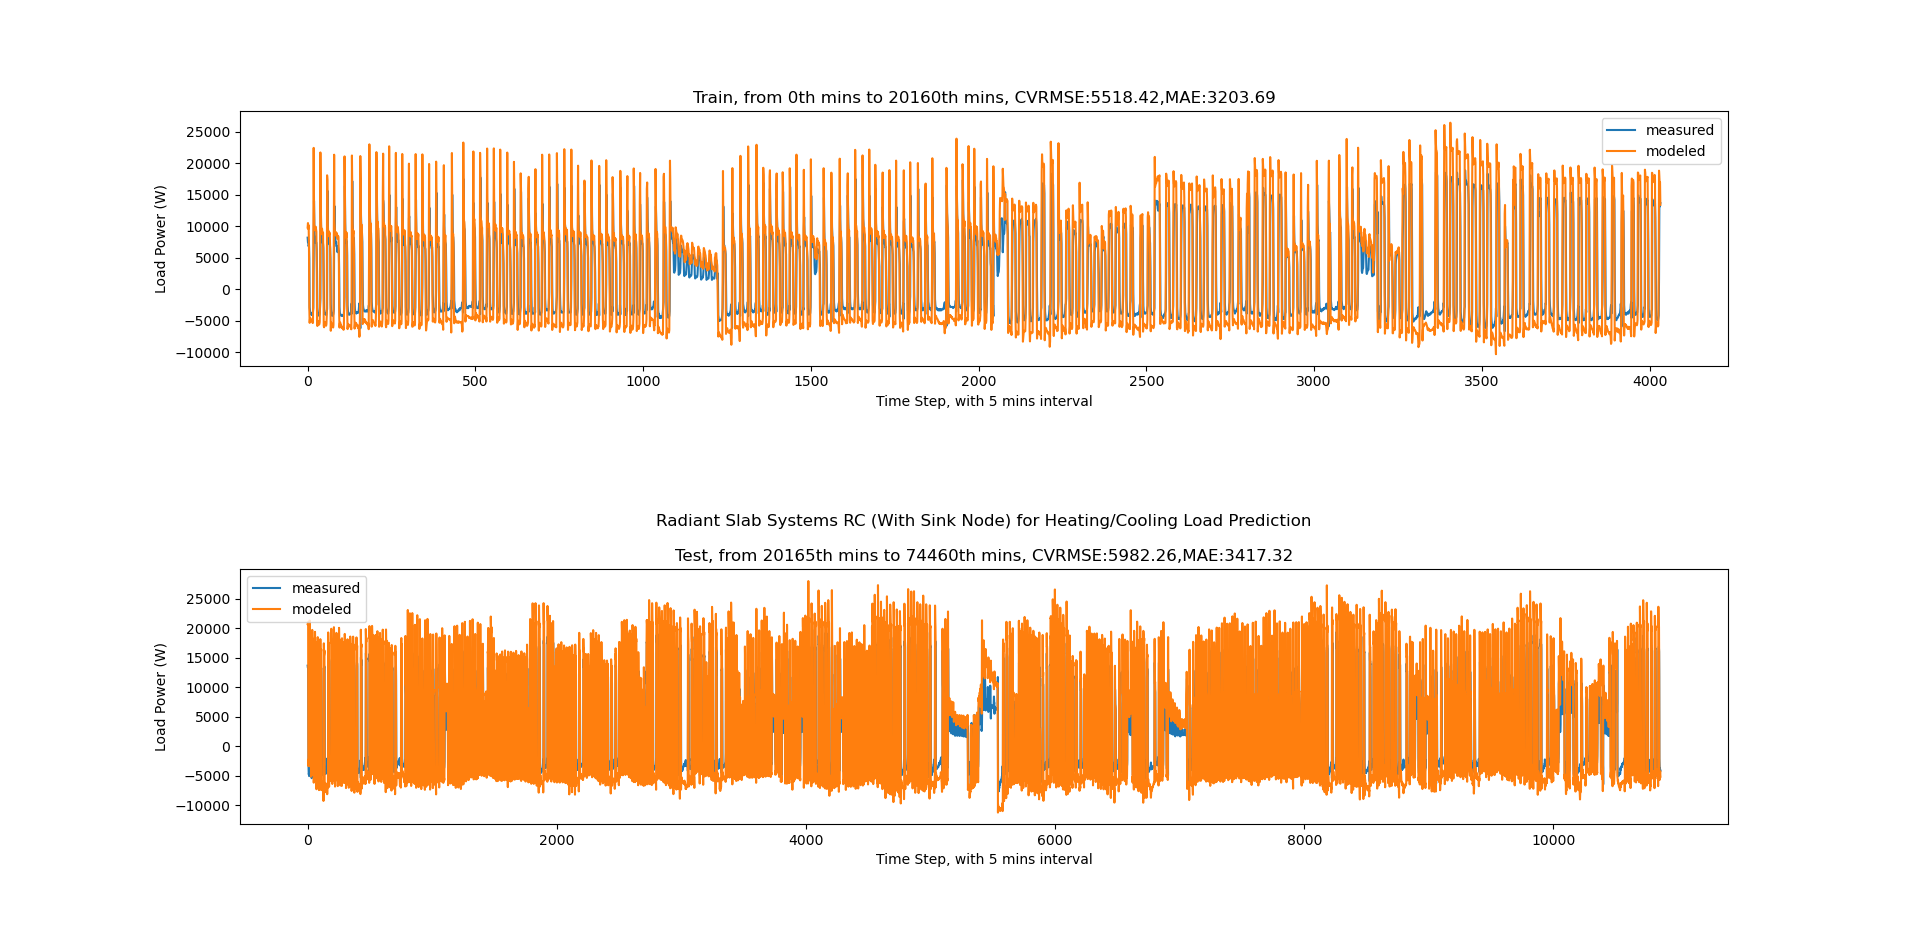 Train, from 0th mins to 20160th mins, CVRMSE:5518.42,MAE:3203.69
Load Power (W)
25000
20000
15000
10000
5000
0
−5000
−10000
measured
modeled
0 500 1000 1500 2000 2500 3000 3500 4000
Time Step, with 5 mins interval
Radiant Slab Systems RC (With Sink Node) for Heating/Cooling Load Prediction
Test, from 20165th mins to 74460th mins, CVRMSE:5982.26,MAE:3417.32
Load Power (W)
25000
20000
15000
10000
5000
0
−5000
−10000
measured
modeled
0 2000 4000 6000 8000 10000
Time Step, with 5 mins interval